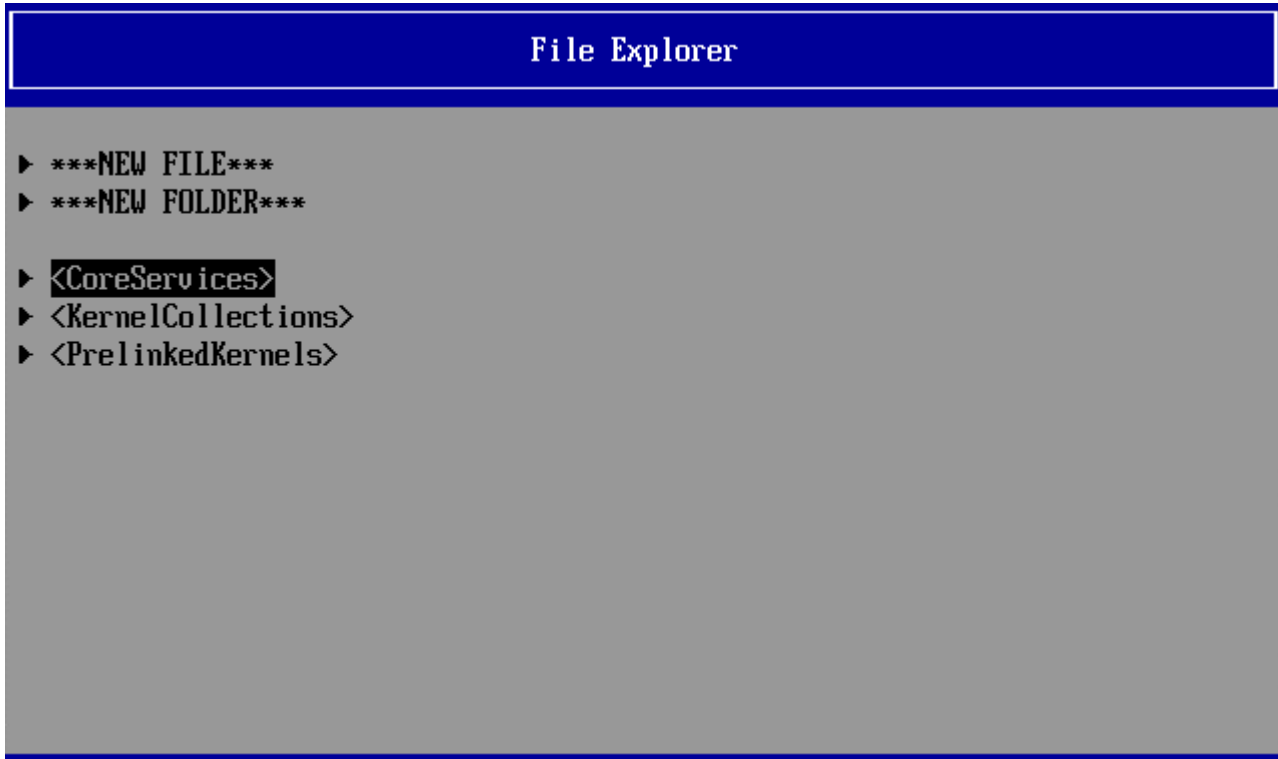 File Explorer
***NEW FILE***
***NEW FOLDER***
<CoreServices>
<KernelCollections>
<PrelinkedKernels>